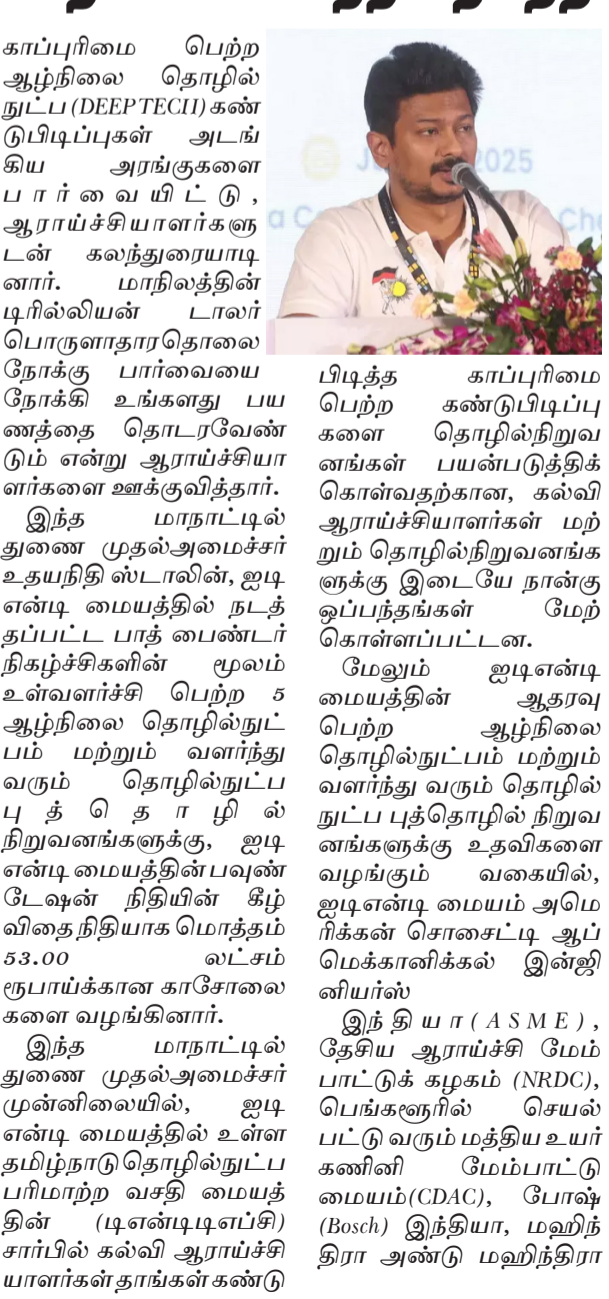 காப்புரிமை பெற்ற
ஆழ்நிலை தொழில்
நுட்ப (DEEP TECII) கண்
டுபிடிப்புகள் அடங்
கிய அரங்குகளை
பார்வையிட்டு,
ஆராய்ச்சியாளர்களு
டன் கலந்துரையாடி
னார். மாநிலத்தின்
டிரில்லியன் டாலர்
பொருளாதாரதொலை
நோக்கு பார்வையை
நோக்கி உங்களது பய
ணத்தை தொடரவேண்
டும் என்று ஆராய்ச்சியா
ளர்களை ஊக்குவித்தார்.
இந்த மாநாட்டில்
துணை முதல்அமைச்சர்
உதயநிதி ஸ்டாலின், ஐடி
என்டி மையத்தில் நடத்
தப்பட்ட பாத் பைண்டர்
நிகழ்ச்சிகளின் மூலம்
உள்வளர்ச்சி பெற்ற 5
ஆழ்நிலை தொழில்நுட்
பம் மற்றும் வளர்ந்து
வரும் தொழில்நுட்ப
புத்தொழில்
நிறுவனங்களுக்கு, ஐடி
என்டி மையத்தின் பவுண்
டேஷன் நிதியின் கீழ்
விதை நிதியாக மொத்தம்
53.00 லட்சம்
ரூபாய்க்கான காசோலை
களை வழங்கினார்.
இந்த மாநாட்டில்
துணை முதல்அமைச்சர்
முன்னிலையில், ஐடி
என்டி மையத்தில் உள்ள
தமிழ்நாடு தொழில்நுட்ப
பரிமாற்ற வசதி மையத்
தின் (டிஎன்டிடிஎப்சி)
சார்பில் கல்வி ஆராய்ச்சி
யாளர்கள் தாங்கள் கண்டு
2025
Che
பிடித்த காப்புரிமை
பெற்ற கண்டுபிடிப்பு
களை தொழில்நிறுவ
னங்கள் பயன்படுத்திக்
கொள்வதற்கான, கல்வி
ஆராய்ச்சியாளர்கள் மற்
றும் தொழில்நிறுவனங்க
ளுக்கு இடையே நான்கு
ஒப்பந்தங்கள் மேற்
கொள்ளப்பட்டன.
மேலும் ஐடிஎன்டி
மையத்தின் ஆதரவு
பெற்ற ஆழ்நிலை
தொழில்நுட்பம் மற்றும்
வளர்ந்து வரும் தொழில்
நுட்ப புத்தொழில் நிறுவ
னங்களுக்கு உதவிகளை
வழங்கும் வகையில்,
ஐடிஎன்டி மையம் அமெ
ரிக்கன் சொசைட்டி ஆப்
மெக்கானிக்கல் இன்ஜி
னியர்ஸ்
இந்தியா (ASME),
தேசிய ஆராய்ச்சி மேம்
பாட்டுக் கழகம் (NRDC),
பெங்களூரில் செயல்
பட்டு வரும் மத்திய உயர்
கணினி மேம்பாட்டு
மையம்(CDAC), போஷ்
(Bosch) இந்தியா, மஹிந்
திரா அண்டு மஹிந்திரா